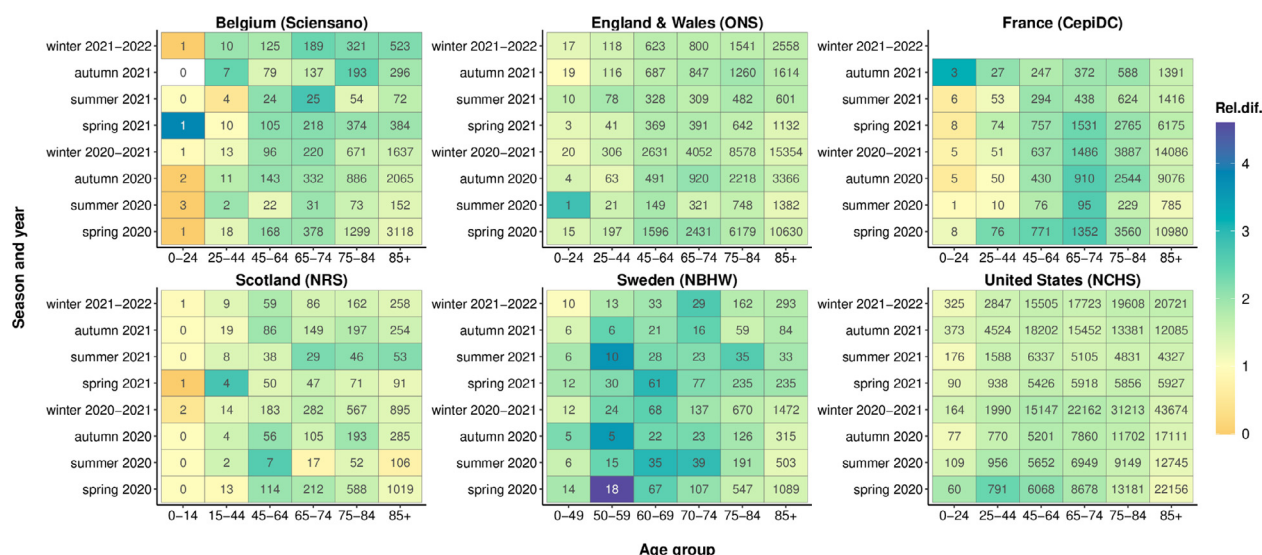 Belgium (Sciensano)
England & Wales (ONS)
France (CepiDC)
winter 2021−2022 1 10 125 189 321 523
winter 2021−2022 17 118 623 800 1541 2558
winter 2021−2022
autumn 2021 0 7 79 137 193 296
autumn 2021 19 116 687 847 1260 1614
autumn 2021 3 27 247 372 588 1391
summer 2021 0 4 24 25 54 72
summer 2021 10 78 328 309 482 601
summer 2021 6 53 294 438 624 1416
spring 2021 1 10 105 218 374 384
spring 2021 3 41 369 391 642 1132
spring 2021 8 74 757 1531 2765 6175
winter 2020−2021 1 13 96 220 671 1637
winter 2020−2021 20 306 2631 4052 8578 15354
winter 2020−2021 5 51 637 1486 3887 14086
autumn 2020 2 11 143 332 886 2065
autumn 2020 4 63 491 920 2218 3366
autumn 2020 5 50 430 910 2544 9076
summer 2020 3 2 22 31 73 152
summer 2020 1 21 149 321 748 1382
summer 2020 1 10 76 95 229 785
spring 2020 1 18 168 378 1299 3118
spring 2020 15 197 1596 2431 6179 10630
spring 2020 8 76 771 1352 3560 10980
0−24 25−44 45−64 65−74 75−84 85+
0−24 25−44 45−64 65−74 75−84 85+
0−24 25−44 45−64 65−74 75−84 85+
Scotland (NRS)
Sweden (NBHW)
United States (NCHS)
winter 2021−2022 1 9 59 86 162 258
winter 2021−2022 10 13 33 29 162 293
winter 2021−2022 325 2847 15505 17723 19608 20721
autumn 2021 0 19 86 149 197 254
autumn 2021 6 6 21 16 59 84
autumn 2021 373 4524 18202 15452 13381 12085
summer 2021 0 8 38 29 46 53
summer 2021 6 10 28 23 35 33
summer 2021 176 1588 6337 5105 4831 4327
spring 2021 1 4 50 47 71 91
spring 2021 12 30 61 77 235 235
spring 2021 90 938 5426 5918 5856 5927
winter 2020−2021 2 14 183 282 567 895
winter 2020−2021 12 24 68 137 670 1472
winter 2020−2021 164 1990 15147 22162 31213 43674
autumn 2020 0 4 56 105 193 285
autumn 2020 5 5 22 23 126 315
autumn 2020 77 770 5201 7860 11702 17111
summer 2020 0 2 7 17 52 106
summer 2020 6 15 35 39 191 503
summer 2020 109 956 5652 6949 9149 12745
spring 2020 0 13 114 212 588 1019
spring 2020 14 18 67 107 547 1089
spring 2020 60 791 6068 8678 13181 22156
0−14 15−44 45−64 65−74 75−84 85+
0−49 50−59 60−69 70−74 75−84 85+
0−24 25−44 45−64 65−74 75−84 85+
Season and year
Age group
Rel.dif.
4
3
2
1
0